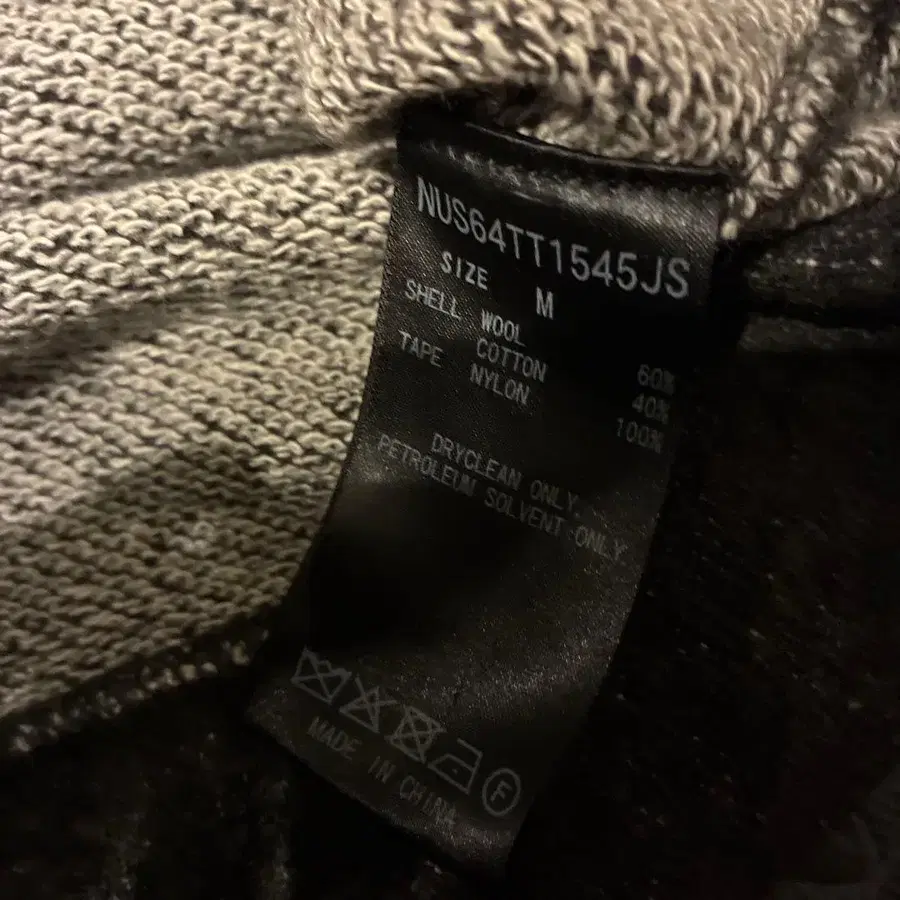 NUS64TT1545JS
SIZE M
SHELL WOOL 60%
COTTON 40%
TAPE NYLON 100%
DRYCLEAN ONLY.
PETROLEUM SOLVENT ONLY.
F
MADE IN CHINA